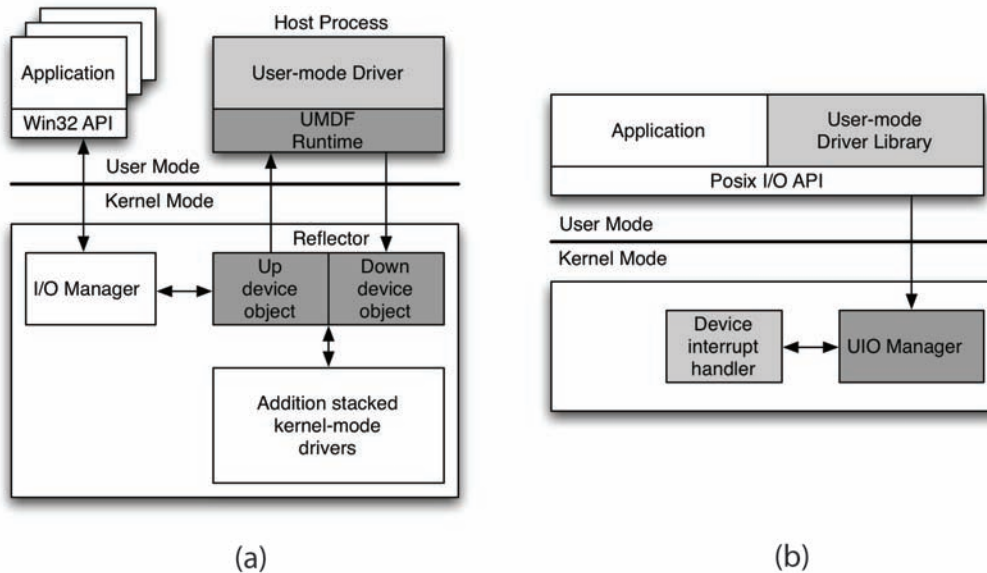 Host Process
Application
Win32 API
User-mode Driver
UMDF
Runtime
User Mode
Kernel Mode
Reflector
I/O Manager
Up
device
object
Down
device
object
Addition stacked
kernel-mode
drivers
(a)
Application
User-mode
Driver Library
Posix I/O API
User Mode
Kernel Mode
Device
interrupt
handler
UIO Manager
(b)